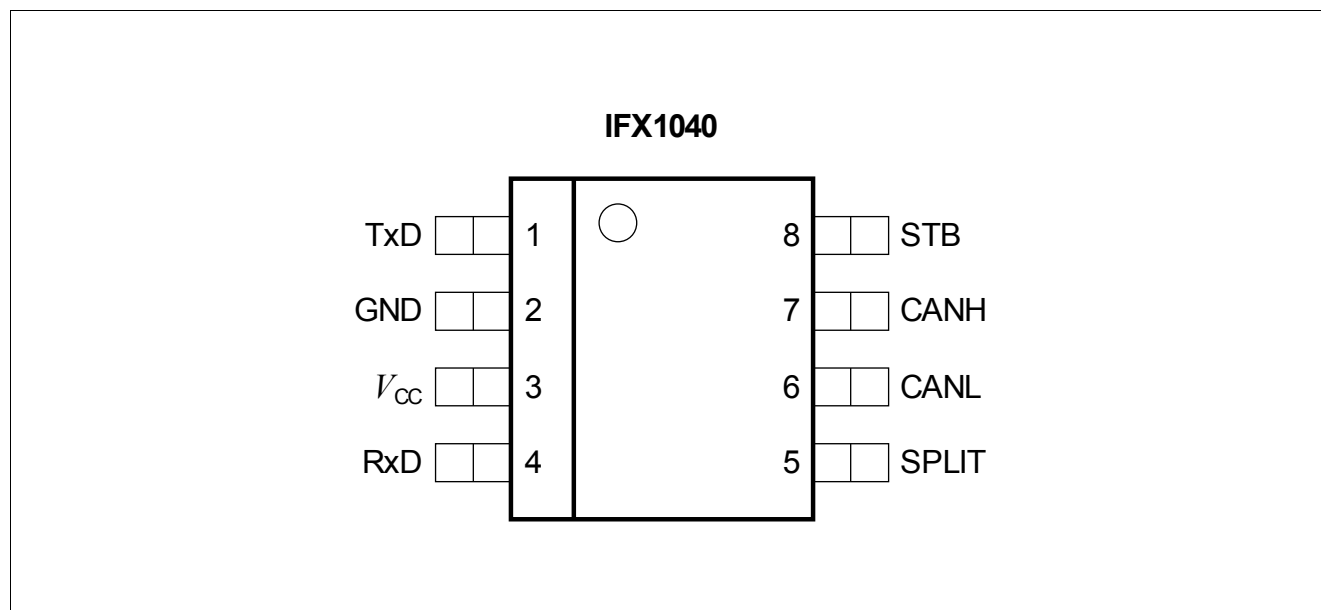 IFX1040
TxD 1 8 STB
GND 2 7 CANH
VCC 3 6 CANL
RxD 4 5 SPLIT